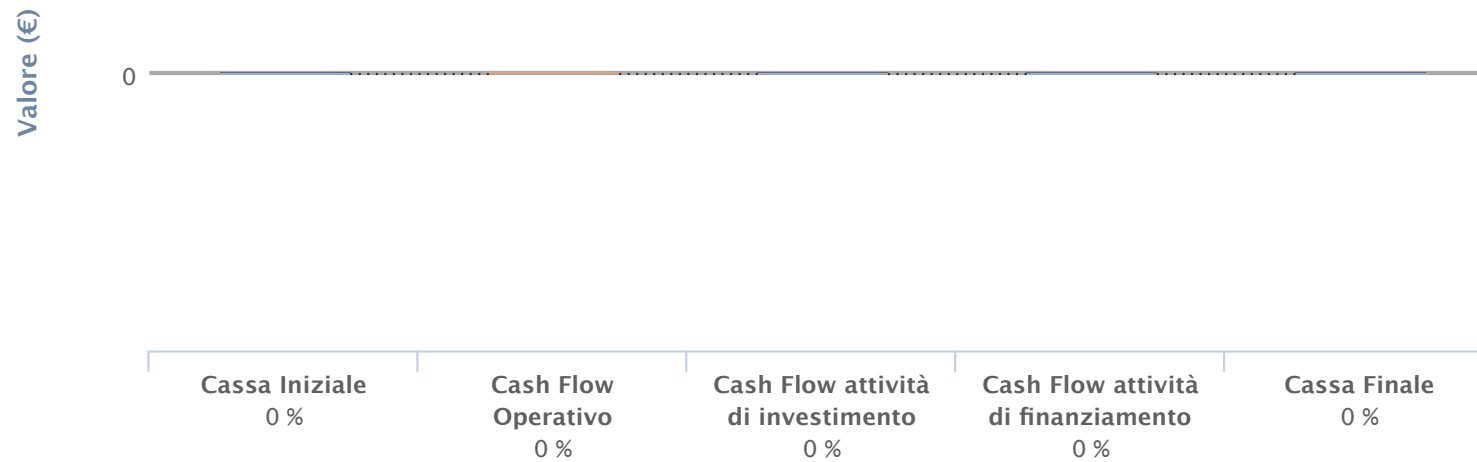 Valore (€)
0
Cassa Iniziale
0 %
Cash Flow
Operativo
0 %
Cash Flow attività
di investimento
0 %
Cash Flow attività
di finanziamento
0 %
Cassa Finale
0 %